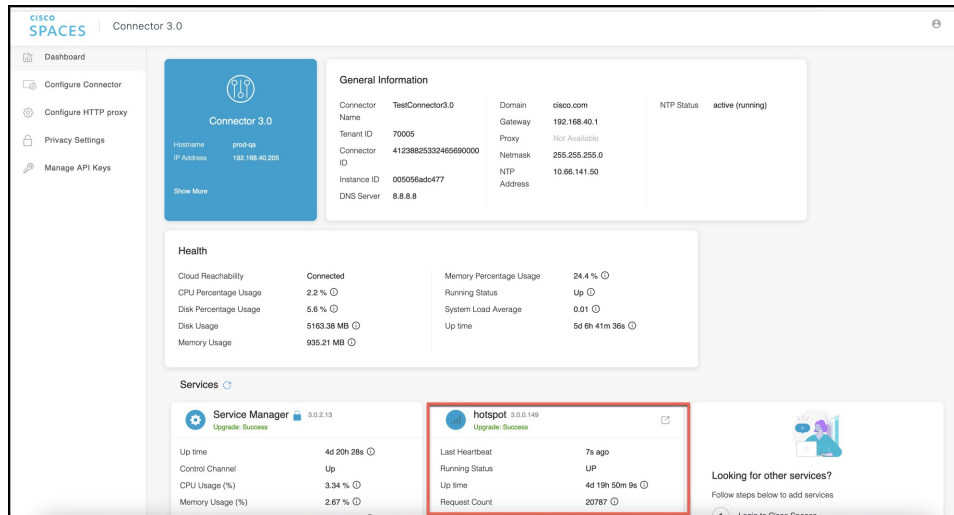 CISCO
SPACES
Connector 3.0
Dashboard
Configure Connector
Configure HTTP proxy
Privacy Settings
Manage API Keys
Connector 3.0
Hostname prod-qa
IP Address 192.168.40.205
Show More
General Information
Connector Name TestConnector3.0
Tenant ID 70005
Connector ID 41238825332465690000
Instance ID 005056adc477
DNS Server 8.8.8.8
Domain cisco.com
Gateway 192.168.40.1
Proxy Not Available
Netmask 255.255.255.0
NTP Address 10.66.141.50
NTP Status active (running)
Health
Cloud Reachability Connected
CPU Percentage Usage 2.2 %
Disk Percentage Usage 5.6 %
Disk Usage 5163.38 MB
Memory Usage 935.21 MB
Memory Percentage Usage 24.4 %
Running Status Up
System Load Average 0.01
Up time 5d 6h 41m 36s
Services
Service Manager 3.0.2.13
Upgrade: Success
Up time 4d 20h 28s
Control Channel Up
CPU Usage (%) 3.34 %
Memory Usage (%) 2.67 %
hotspot 3.0.0.149
Upgrade: Success
Last Heartbeat 7s ago
Running Status UP
Up time 4d 19h 50m 9s
Request Count 20787
Looking for other services?
Follow steps below to add services
1 Login to Cisco Spaces